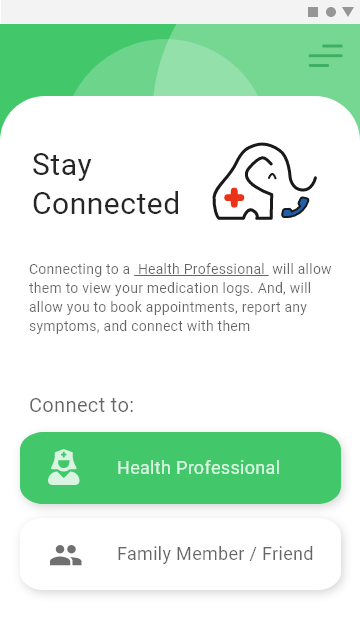 Stay
Connected
Connecting to a Health Professional will allow
them to view your medication logs. And, will
allow you to book appointments, report any
symptoms, and connect with them
Connect to:
Health Professional
Family Member / Friend